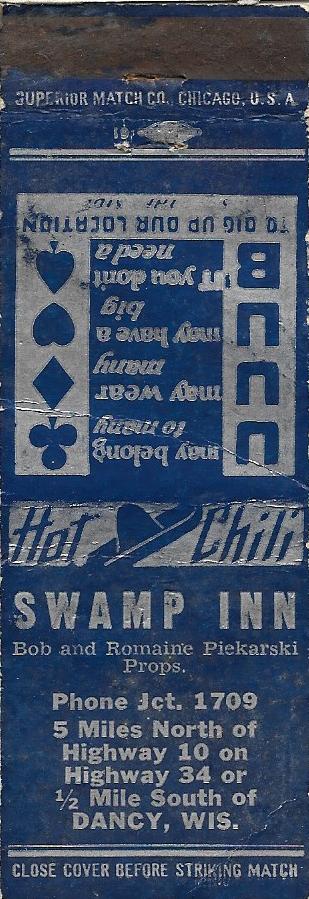 SUPERIOR MATCH CO., CHICAGO, U.S.A.
U may belong
to many
U may wear
many
U may have a
big
BUT you don't
need a
TO DIG UP OUR LOCATION
THE SIDE
Hot Chili
SWAMP INN
Bob and Romaine Piekarski
Props.
Phone Jct. 1709
5 Miles North of
Highway 10 on
Highway 34 or
½ Mile South of
DANCY, WIS.
CLOSE COVER BEFORE STRIKING MATCH